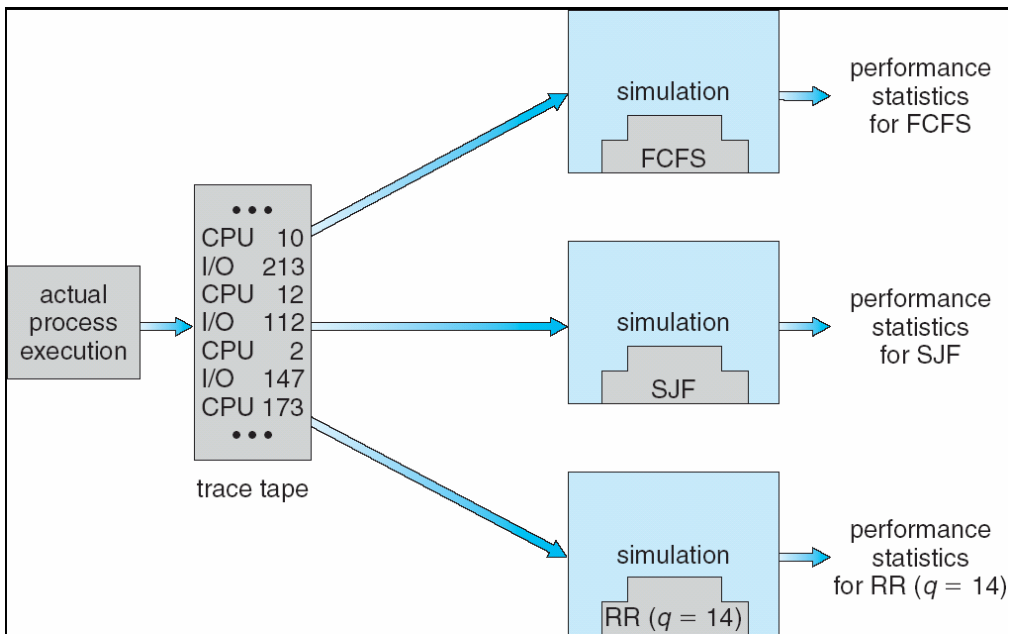 actual
process
execution
• • •
CPU 10
I/O 213
CPU 12
I/O 112
CPU 2
I/O 147
CPU 173
• • •
trace tape
simulation
FCFS
performance
statistics
for FCFS
simulation
SJF
performance
statistics
for SJF
simulation
RR (q = 14)
performance
statistics
for RR (q = 14)